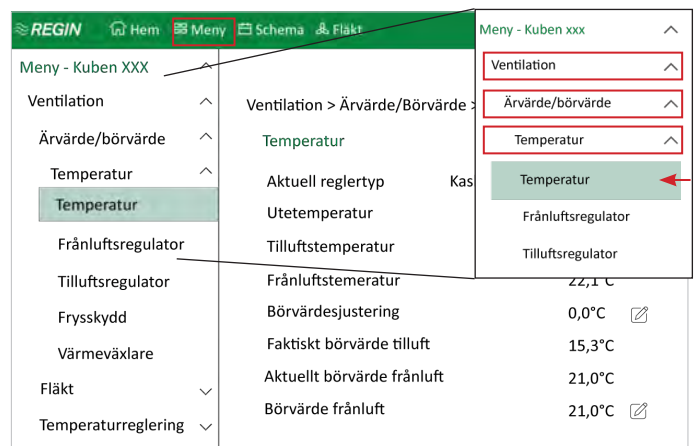 REGIN Hem Meny Schema Fläkt
Meny - Kuben XXX
Ventilation
Ärvärde/börvärde
Temperatur
Temperatur
Frånluftsregulator
Tilluftsregulator
Frysskydd
Värmeväxlare
Fläkt
Temperaturreglering
Ventilation > Ärvärde/Börvärde >
Temperatur
Aktuell reglertyp Kas
Utetemperatur
Tilluftstemperatur
Frånluftstemeratur 22,1°C
Börvärdesjustering 0,0°C
Faktiskt börvärde tilluft 15,3°C
Aktuellt börvärde frånluft 21,0°C
Börvärde frånluft 21,0°C
Meny - Kuben xxx
Ventilation
Ärvärde/börvärde
Temperatur
Temperatur
Frånluftsregulator
Tilluftsregulator